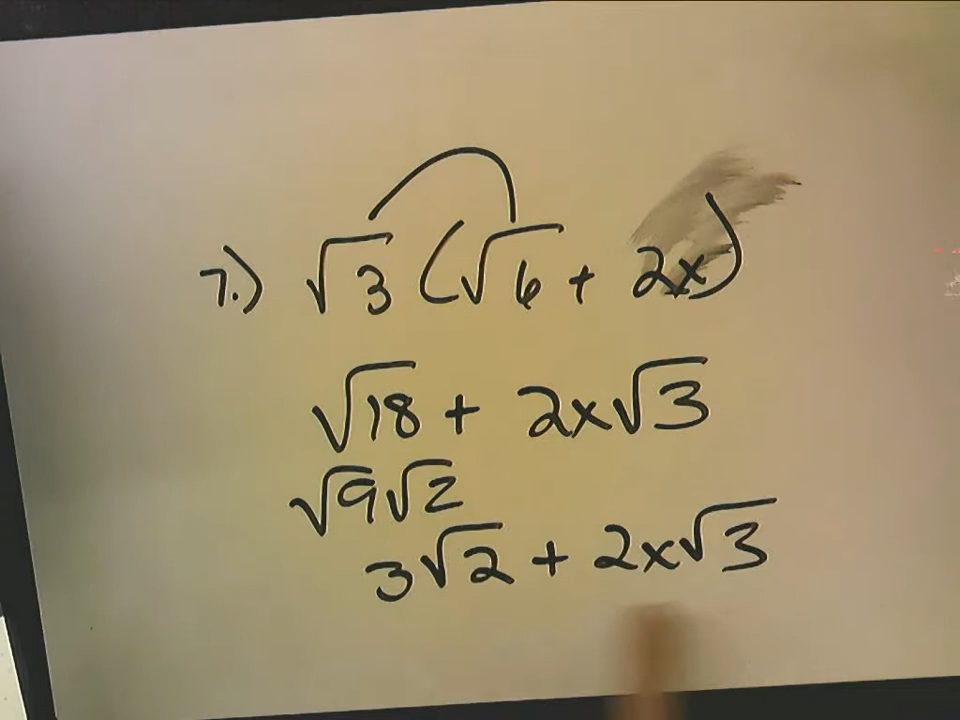 7.) √3 (√6 + 2x)
√18 + 2x√3
√9√2
3√2 + 2x√3